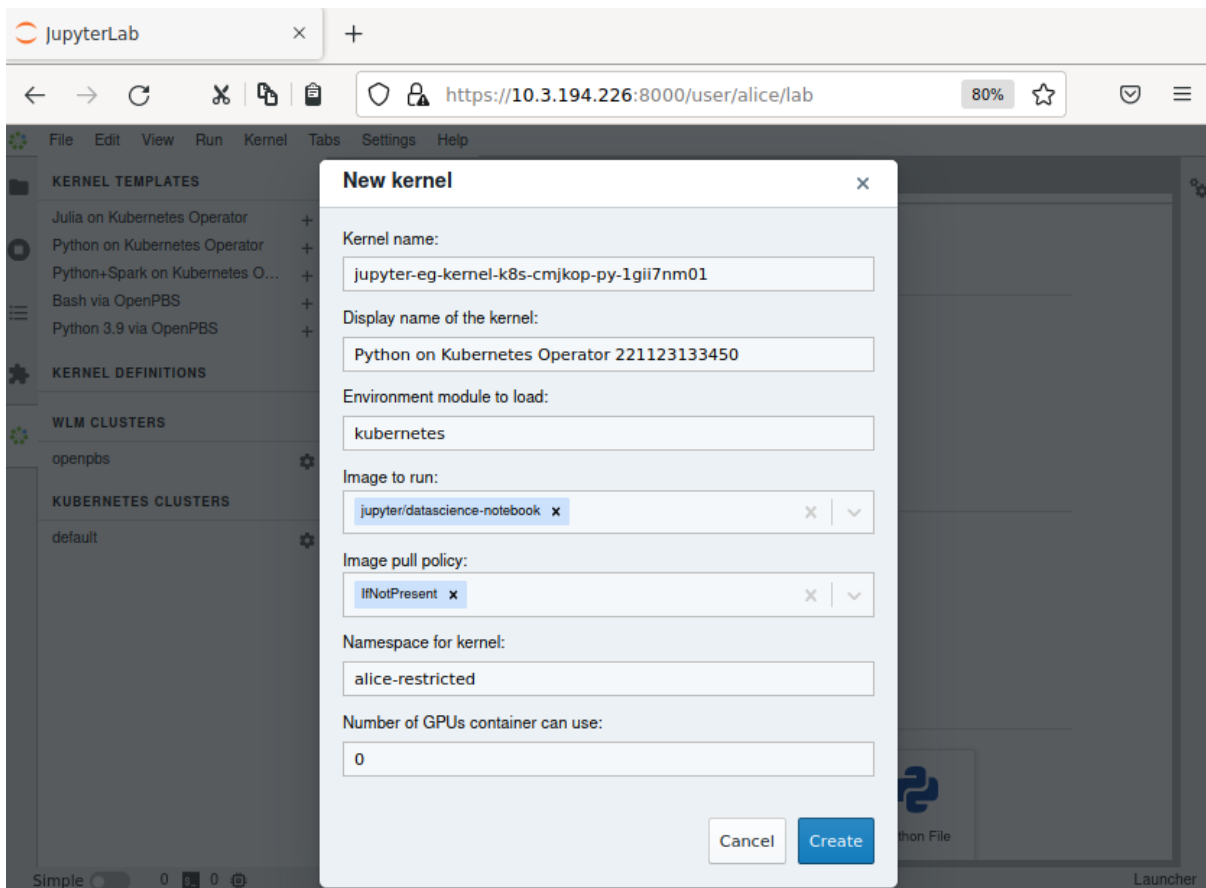 JupyterLab
https://10.3.194.226:8000/user/alice/lab
80%
File Edit View Run Kernel Tabs Settings Help
KERNEL TEMPLATES
Julia on Kubernetes Operator
Python on Kubernetes Operator
Python+Spark on Kubernetes O...
Bash via OpenPBS
Python 3.9 via OpenPBS
KERNEL DEFINITIONS
WLM CLUSTERS
openpbs
KUBERNETES CLUSTERS
default
New kernel
Kernel name:
jupyter-eg-kernel-k8s-cmjkop-py-1gii7nm01
Display name of the kernel:
Python on Kubernetes Operator 221123133450
Environment module to load:
kubernetes
Image to run:
jupyter/datascience-notebook
Image pull policy:
IfNotPresent
Namespace for kernel:
alice-restricted
Number of GPUs container can use:
0
Cancel Create
thon File
Simple 0 0 Launcher